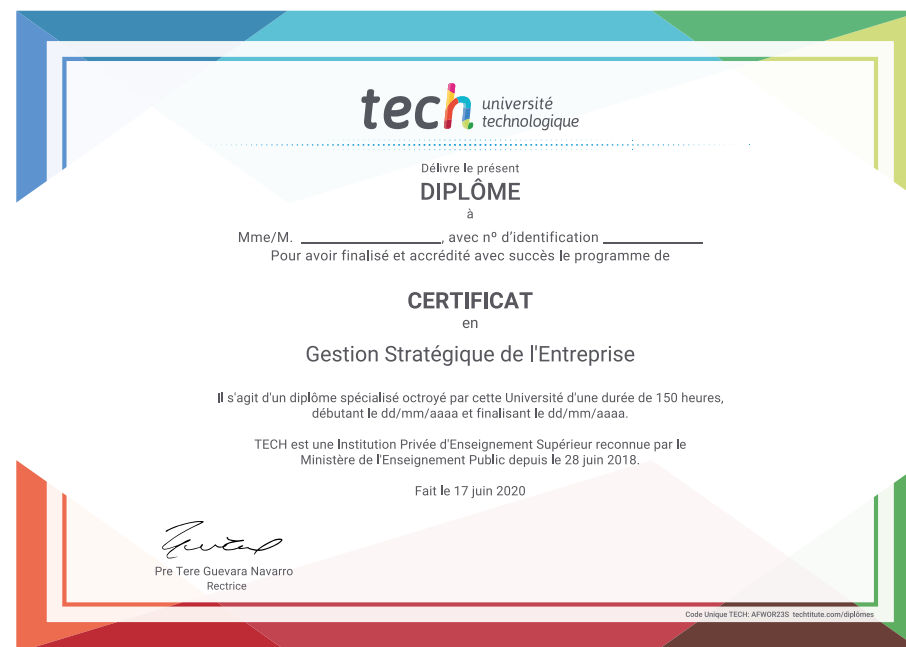 tech université
technologique
Délivre le présent
DIPLÔME
à
Mme/M. ____________________, avec nº d'identification ______________
Pour avoir finalisé et accrédité avec succès le programme de
CERTIFICAT
en
Gestion Stratégique de l'Entreprise
Il s'agit d'un diplôme spécialisé octroyé par cette Université d'une durée de 150 heures,
débutant le dd/mm/aaaa et finalisant le dd/mm/aaaa.
TECH est une Institution Privée d'Enseignement Supérieur reconnue par le
Ministère de l'Enseignement Public depuis le 28 juin 2018.
Fait le 17 juin 2020
Pre Tere Guevara Navarro
Rectrice
Code Unique TECH: AFWOR23S techtitute.com/diplômes